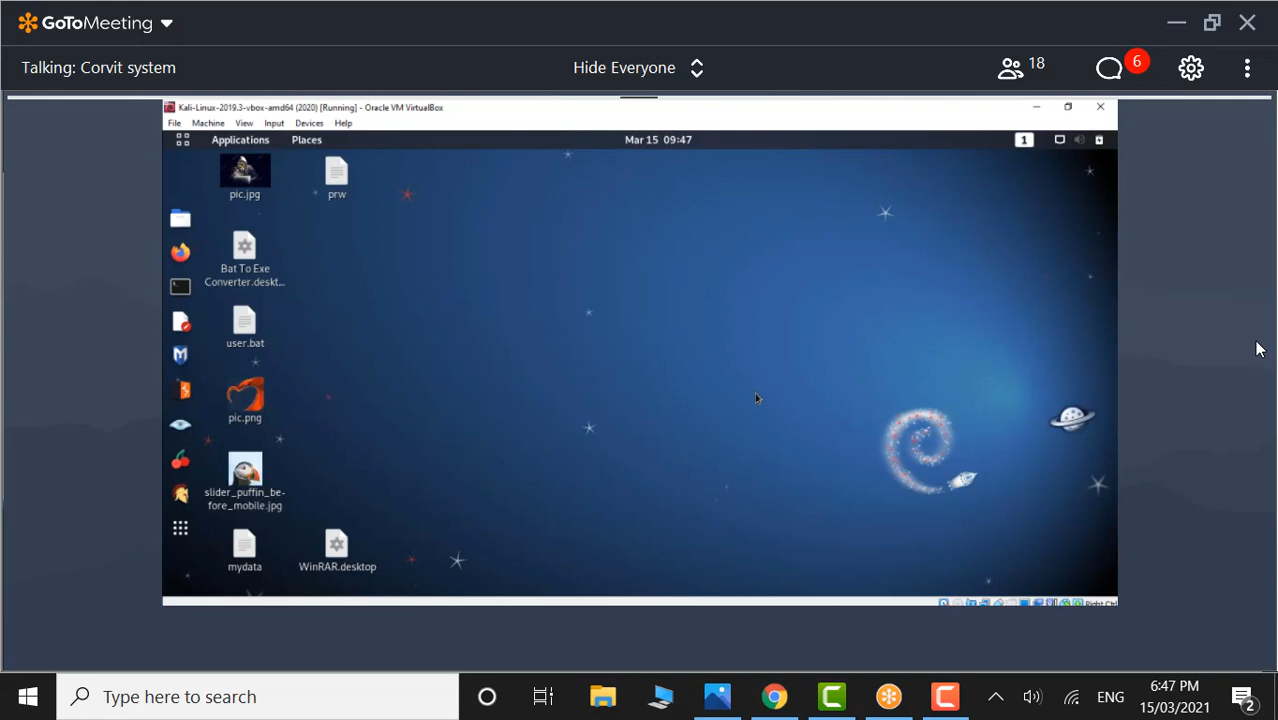 GoToMeeting
Talking: Corvit system
Hide Everyone
18
6
Kali-Linux-2019.3-vbox-amd64 (2020) [Running] - Oracle VM VirtualBox
File Machine View Input Devices Help
Applications Places
Mar 15 09:47
1
pic.jpg
prw
Bat To Exe
Converter.deskt...
user.bat
pic.png
slider_puffin_be-
fore_mobile.jpg
mydata
WinRAR.desktop
Right Ctrl
Type here to search
ENG
6:47 PM
15/03/2021
2